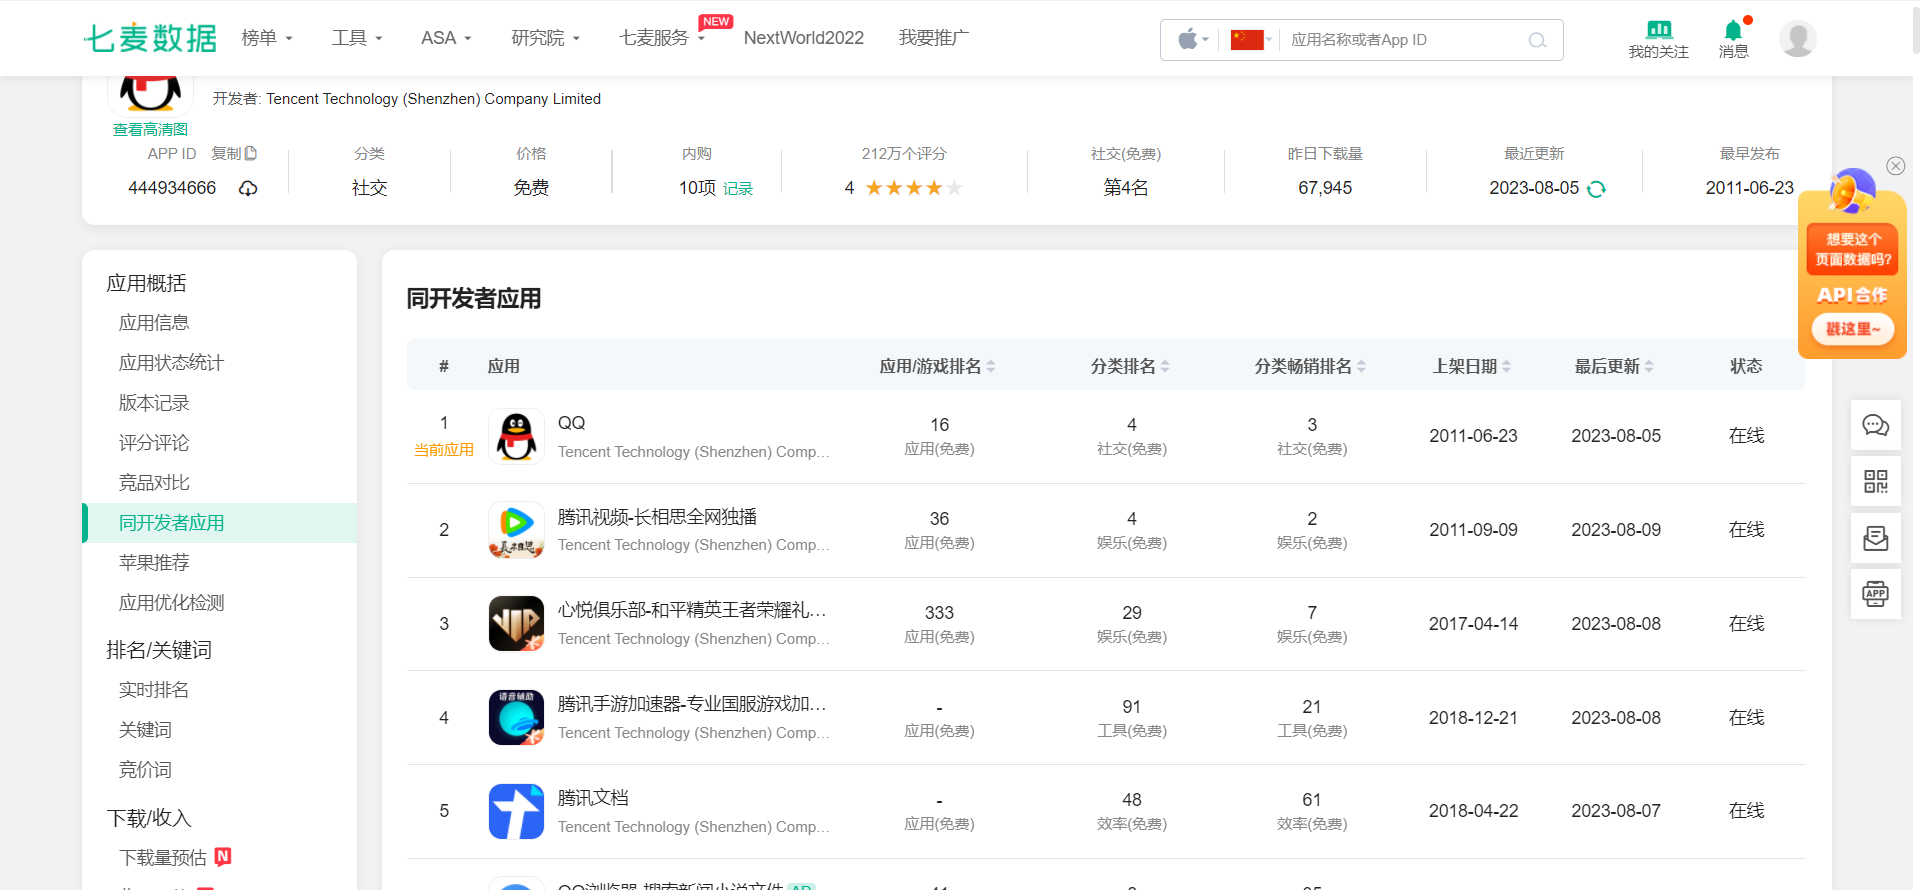 七麦数据
榜单
工具
ASA
研究院
七麦服务
NEW
NextWorld2022
我要推广
应用名称或者App ID
我的关注
消息
开发者: Tencent Technology (Shenzhen) Company Limited
查看高清图
APP ID 复制
444934666
分类
社交
价格
免费
内购
10项 记录
212万个评分
4
社交(免费)
第4名
昨日下载量
67,945
最近更新
2023-08-05
最早发布
2011-06-23
想要这个
页面数据吗?
API合作
戳这里~
APP
应用概括
应用信息
应用状态统计
版本记录
评分评论
竞品对比
同开发者应用
苹果推荐
应用优化检测
排名/关键词
实时排名
关键词
竞价词
下载/收入
下载量预估 N
同开发者应用
# 应用 应用/游戏排名 分类排名 分类畅销排名 上架日期 最后更新 状态
1 QQ 16 4 3 2011-06-23 2023-08-05 在线
当前应用 Tencent Technology (Shenzhen) Comp... 应用(免费) 社交(免费) 社交(免费)
2 腾讯视频-长相思全网独播 36 4 2 2011-09-09 2023-08-09 在线
长相思 Tencent Technology (Shenzhen) Comp... 应用(免费) 娱乐(免费) 娱乐(免费)
3 VIP 心悦俱乐部-和平精英王者荣耀礼... 333 29 7 2017-04-14 2023-08-08 在线
Tencent Technology (Shenzhen) Comp... 应用(免费) 娱乐(免费) 娱乐(免费)
4 语音辅助 腾讯手游加速器-专业国服游戏加... - 91 21 2018-12-21 2023-08-08 在线
Tencent Technology (Shenzhen) Comp... 应用(免费) 工具(免费) 工具(免费)
5 腾讯文档 - 48 61 2018-04-22 2023-08-07 在线
Tencent Technology (Shenzhen) Comp... 应用(免费) 效率(免费) 效率(免费)
QQ浏览器-搜索新闻小说文件 AD